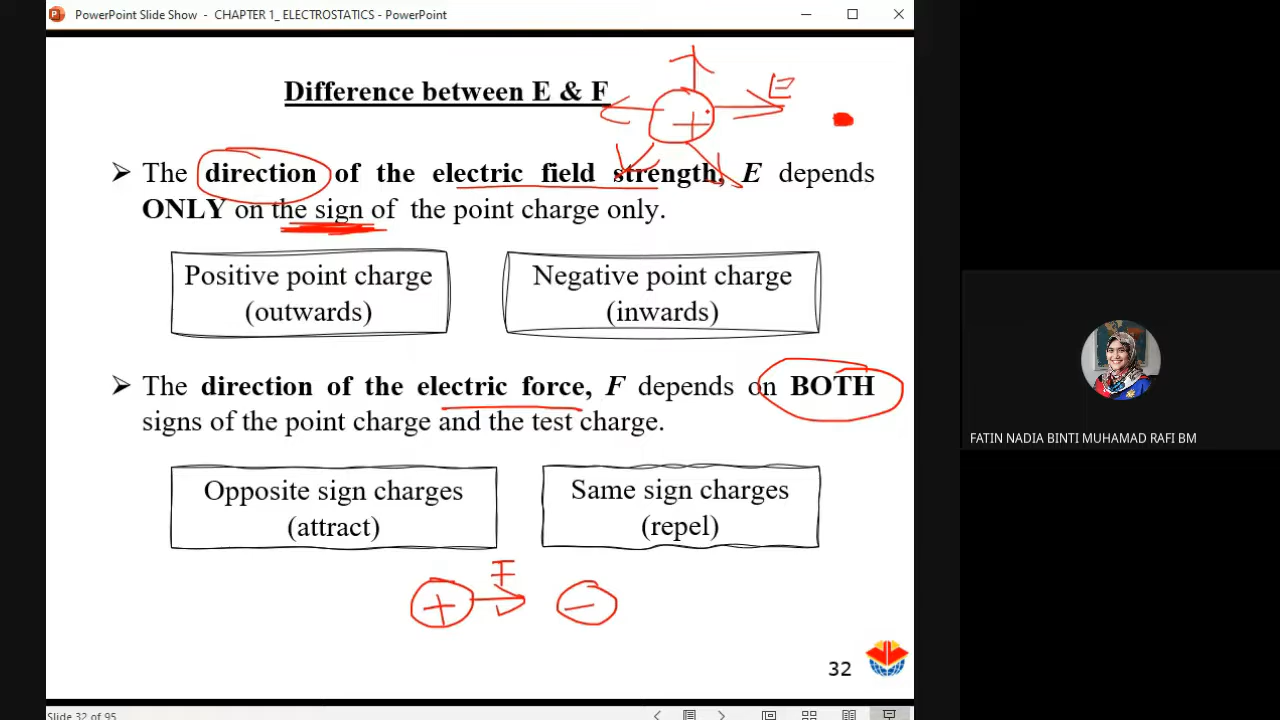 PowerPoint Slide Show - CHAPTER 1_ ELECTROSTATICS - PowerPoint
Difference between E & F
E
+
➢ The direction of the electric field strength, E depends
ONLY on the sign of the point charge only.
Positive point charge
(outwards)
Negative point charge
(inwards)
➢ The direction of the electric force, F depends on BOTH
signs of the point charge and the test charge.
Opposite sign charges
(attract)
Same sign charges
(repel)
F
+ −
32
Slide 32 of 95
FATIN NADIA BINTI MUHAMAD RAFI BM